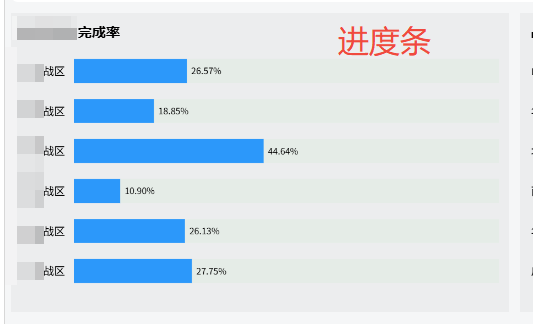 完成率
进度条
战区
26.57%
战区
18.85%
战区
44.64%
战区
10.90%
战区
26.13%
战区
27.75%